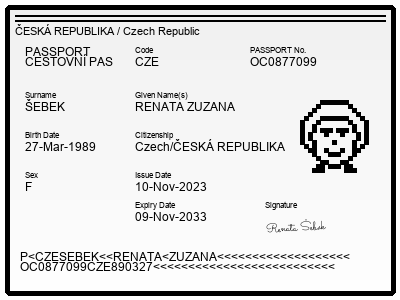 ČESKÁ REPUBLIKA / Czech Republic
PASSPORT
CESTOVNÍ PAS
Code
CZE
PASSPORT No.
OC0877099
Surname
ŠEBEK
Given Name(s)
RENATA ZUZANA
Birth Date
27-Mar-1989
Citizenship
Czech/ČESKÁ REPUBLIKA
Sex
F
Issue Date
10-Nov-2023
Expiry Date
09-Nov-2033
Signature
Renata Šebek
P<CZESEBEK<<RENATA<ZUZANA<<<<<<<<<<<<<<<<<<<
OC0877099CZE890327<<<<<<<<<<<<<<<<<<<<<<<<<<